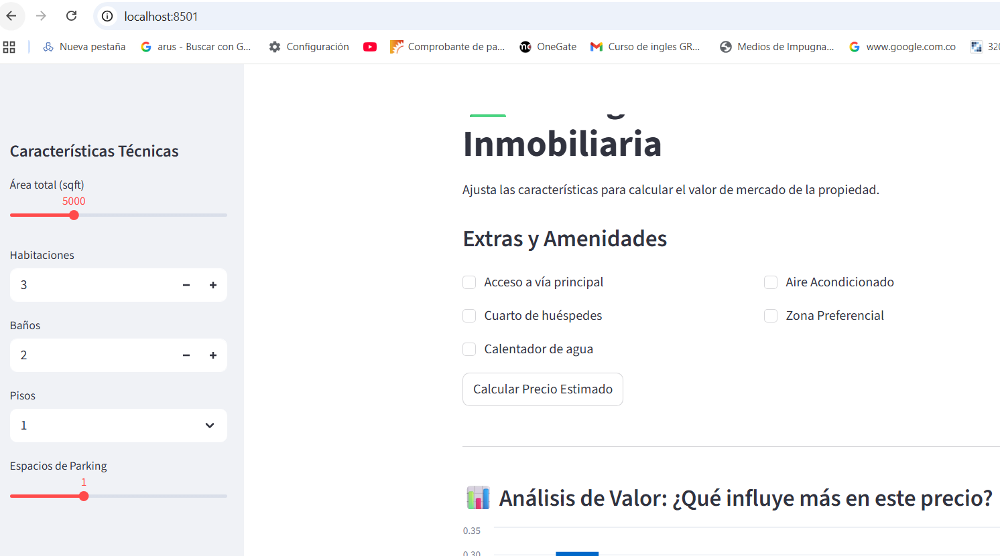 localhost:8501
Nueva pestaña
arus - Buscar con G...
Configuración
Comprobante de pa...
nc OneGate
Curso de ingles GR...
Medios de Impugna...
www.google.com.co
320
Características Técnicas
Área total (sqft)
5000
Habitaciones
3
Baños
2
Pisos
1
Espacios de Parking
1
Inmobiliaria
Ajusta las características para calcular el valor de mercado de la propiedad.
Extras y Amenidades
Acceso a vía principal
Aire Acondicionado
Cuarto de huéspedes
Zona Preferencial
Calentador de agua
Calcular Precio Estimado
Análisis de Valor: ¿Qué influye más en este precio?
0.35
0.30